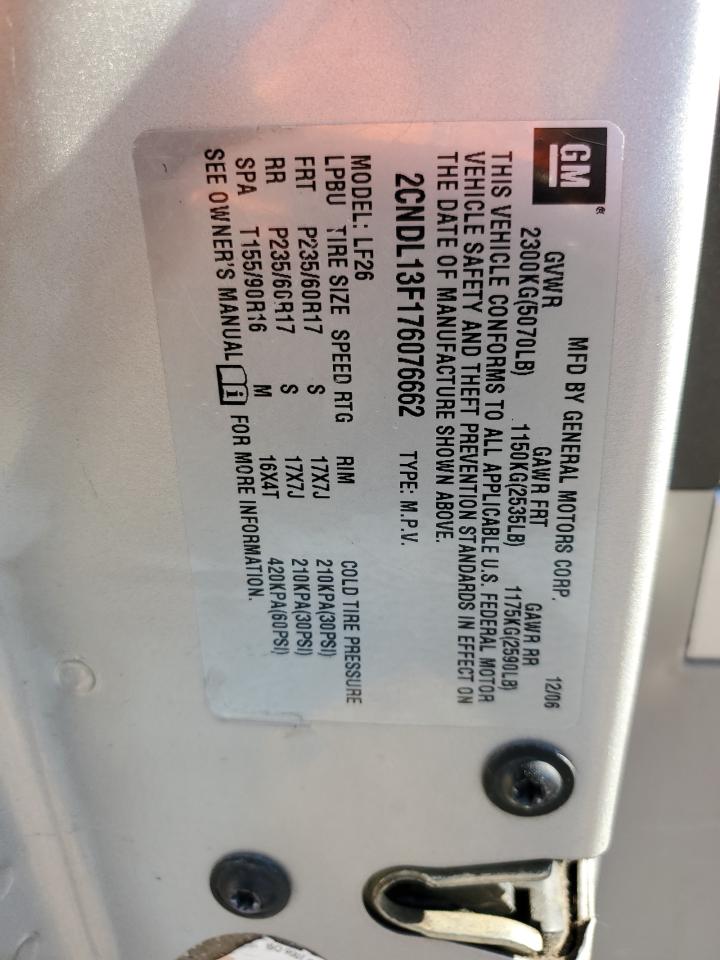 GM ®
MFD BY GENERAL MOTORS CORP. 12/06
GVWR GAWR FRT GAWR RR
2300KG(5070LB) 1150KG(2535LB) 1175KG(2590LB)
THIS VEHICLE CONFORMS TO ALL APPLICABLE U.S. FEDERAL MOTOR
VEHICLE SAFETY AND THEFT PREVENTION STANDARDS IN EFFECT ON
THE DATE OF MANUFACTURE SHOWN ABOVE.
2CNDL13F176076662 TYPE: M.P.V.
MODEL: LF26
LPBU TIRE SIZE SPEED RTG RIM COLD TIRE PRESSURE
FRT P235/60R17 S 17X7J 210KPA(30PSI)
RR P235/60R17 S 17X7J 210KPA(30PSI)
SPA T155/90R16 M 16X4T 420KPA(60PSI)
SEE OWNER'S MANUAL FOR MORE INFORMATION.